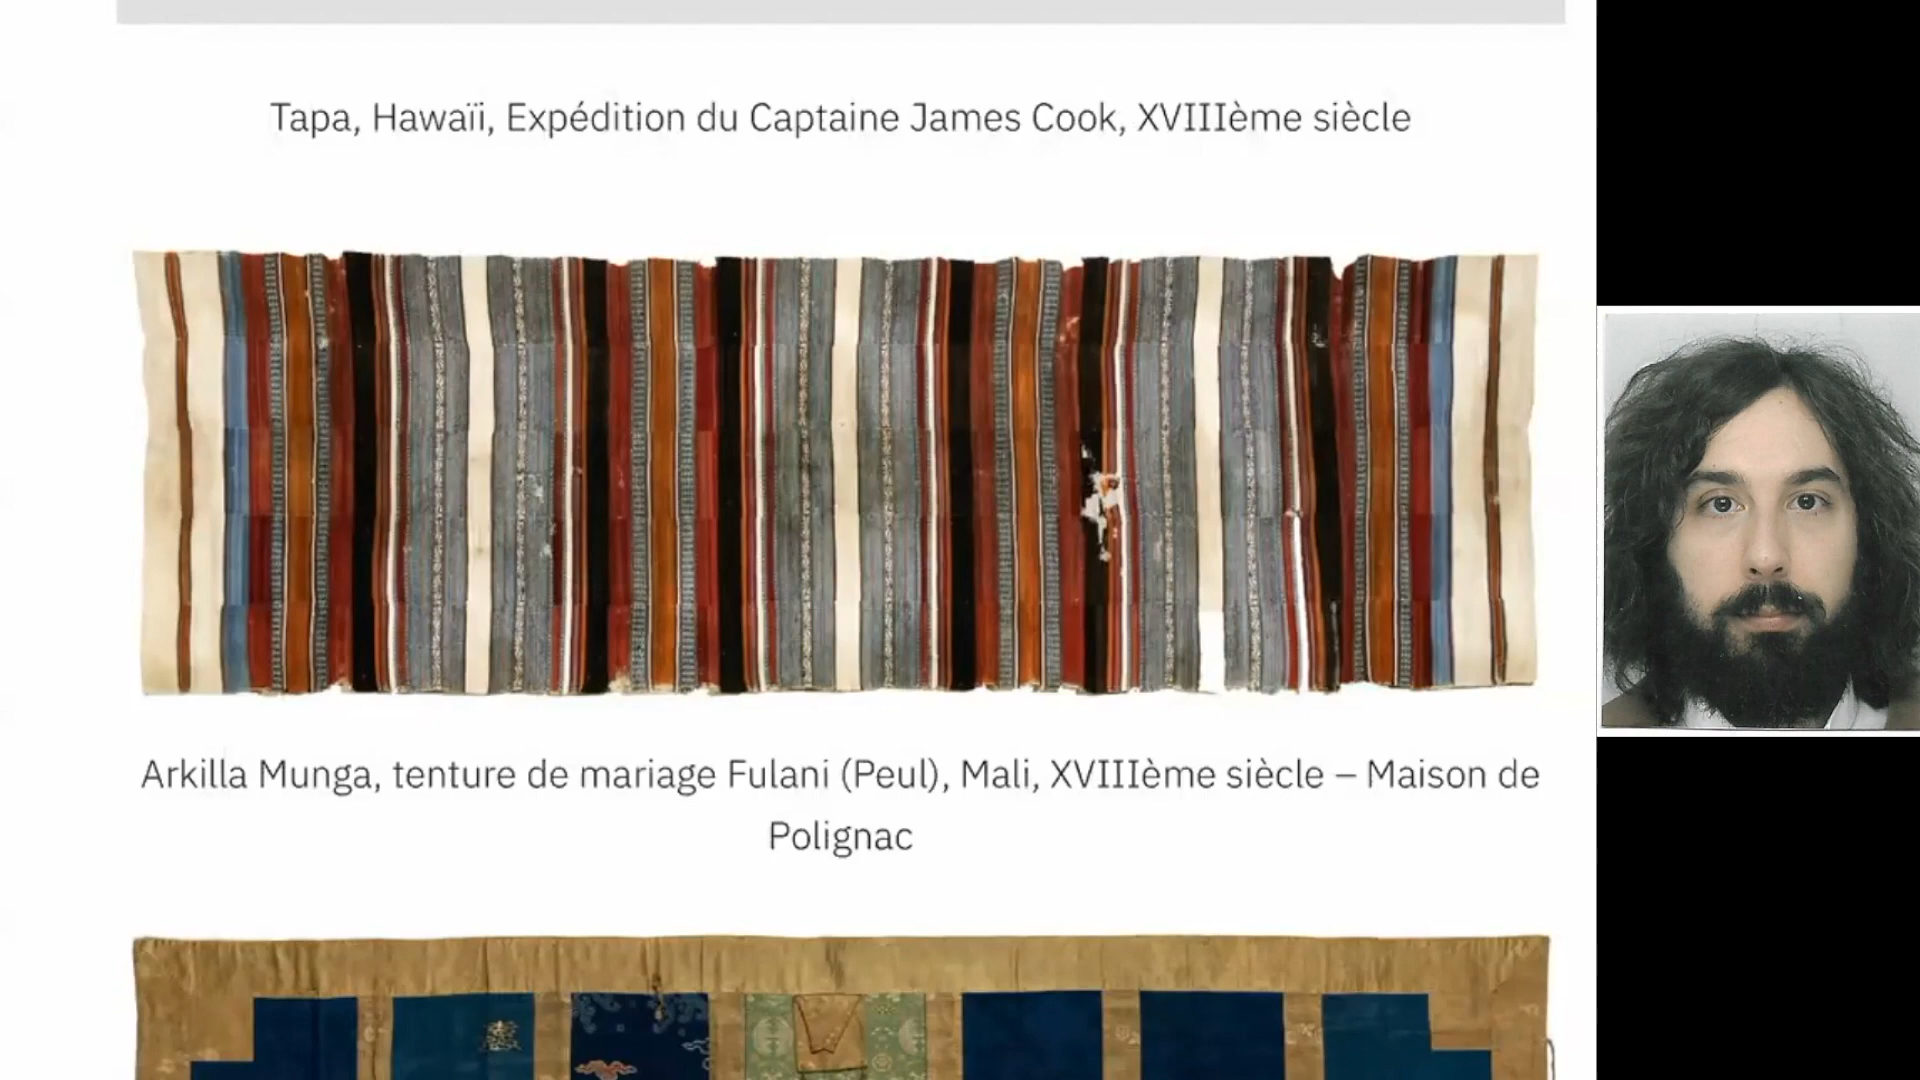 Tapa, Hawaïi, Expédition du Captaine James Cook, XVIIIème siècle
Arkilla Munga, tenture de mariage Fulani (Peul), Mali, XVIIIème siècle – Maison de
Polignac